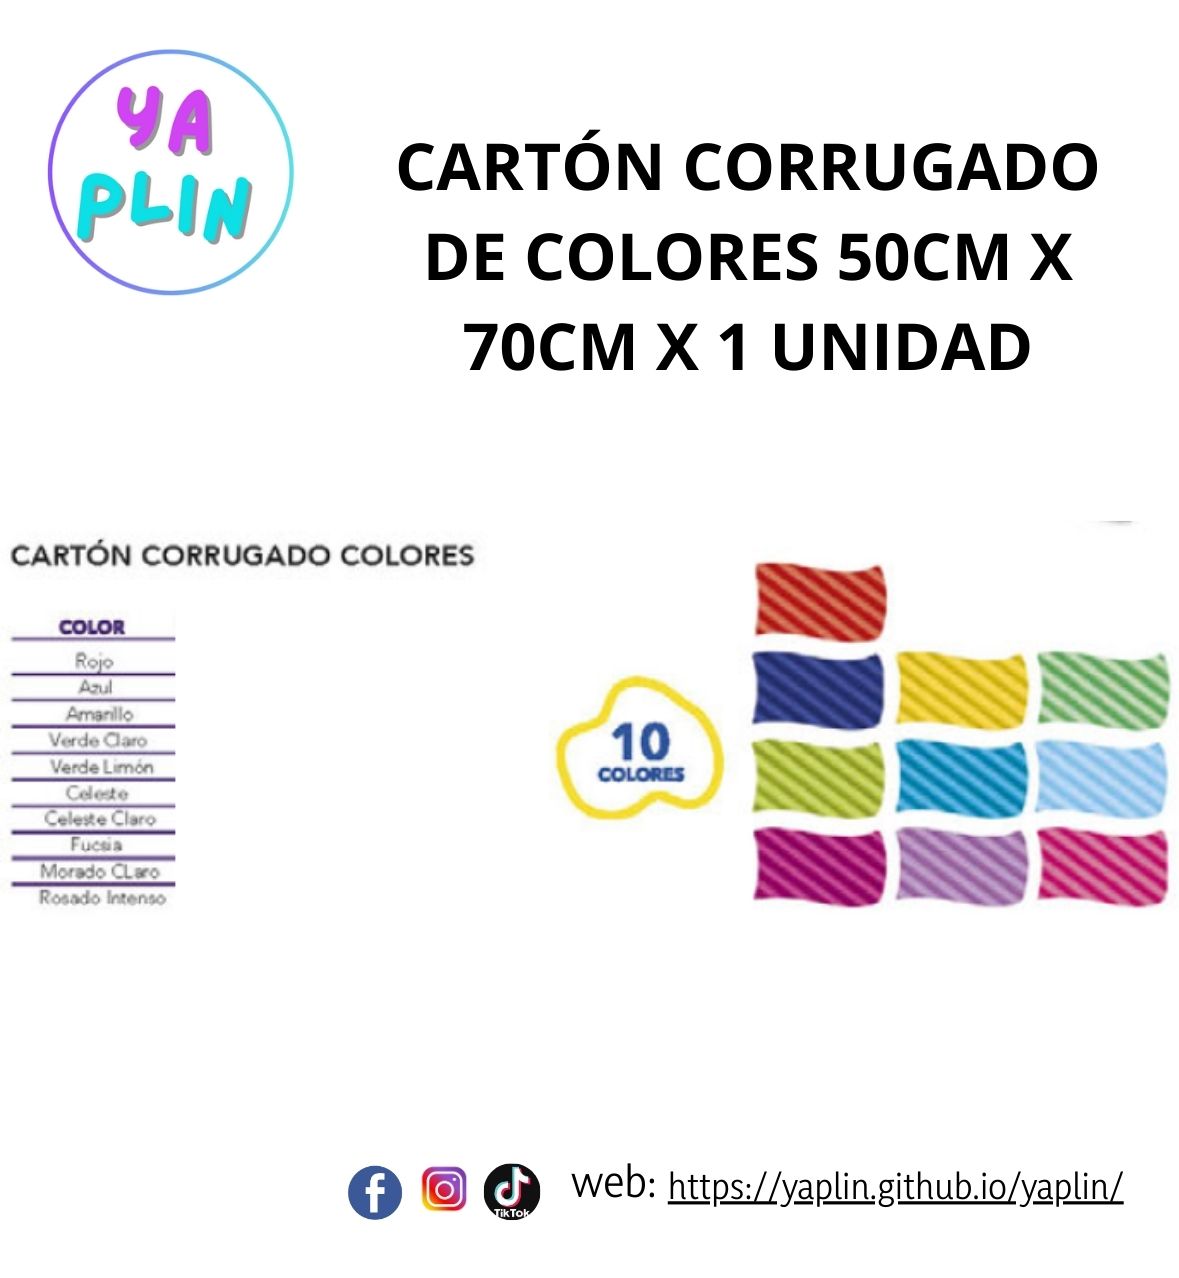 YA
PLIN
CARTÓN CORRUGADO
DE COLORES 50CM X
70CM X 1 UNIDAD
CARTÓN CORRUGADO COLORES
COLOR
Rojo
Azul
Amarillo
Verde Claro
Verde Limón
Celeste
Celeste Claro
Fucsia
Morado CLaro
Rosado Intenso
10
COLORES
TikTok
web: https://yaplin.github.io/yaplin/